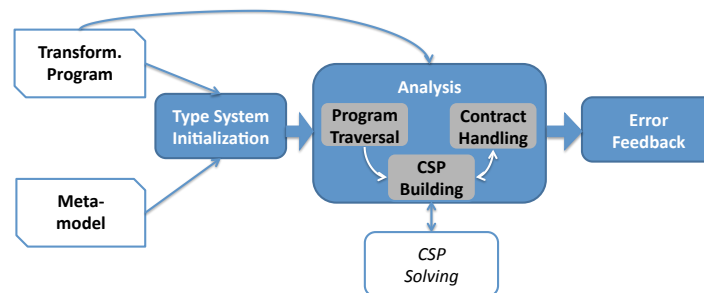 Transform.
Program
Meta-
model
Type System
Initialization
Analysis
Program
Traversal
Contract
Handling
CSP
Building
CSP
Solving
Error
Feedback